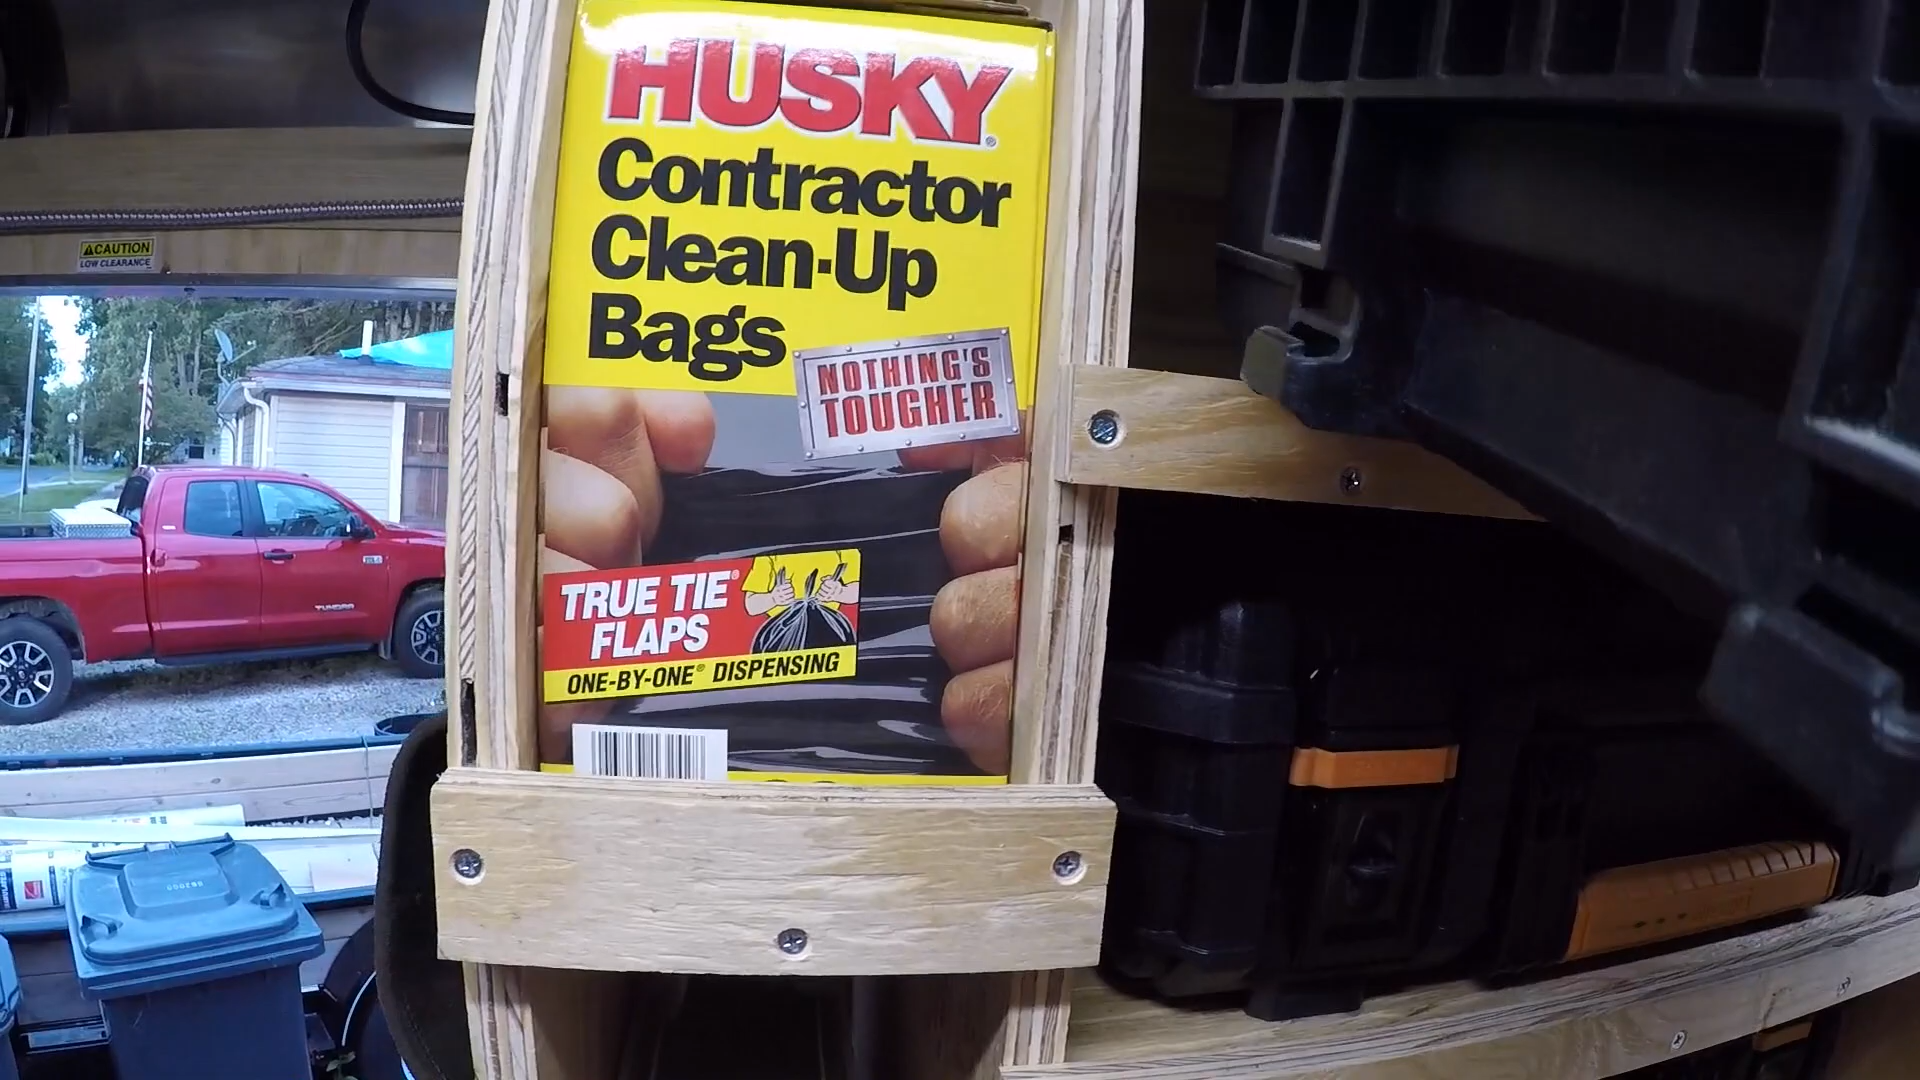 HUSKY®
Contractor
Clean-Up
Bags
NOTHING'S
TOUGHER.
TRUE TIE®
FLAPS
ONE-BY-ONE® DISPENSING
CAUTION
LOW CLEARANCE
TUNDRA